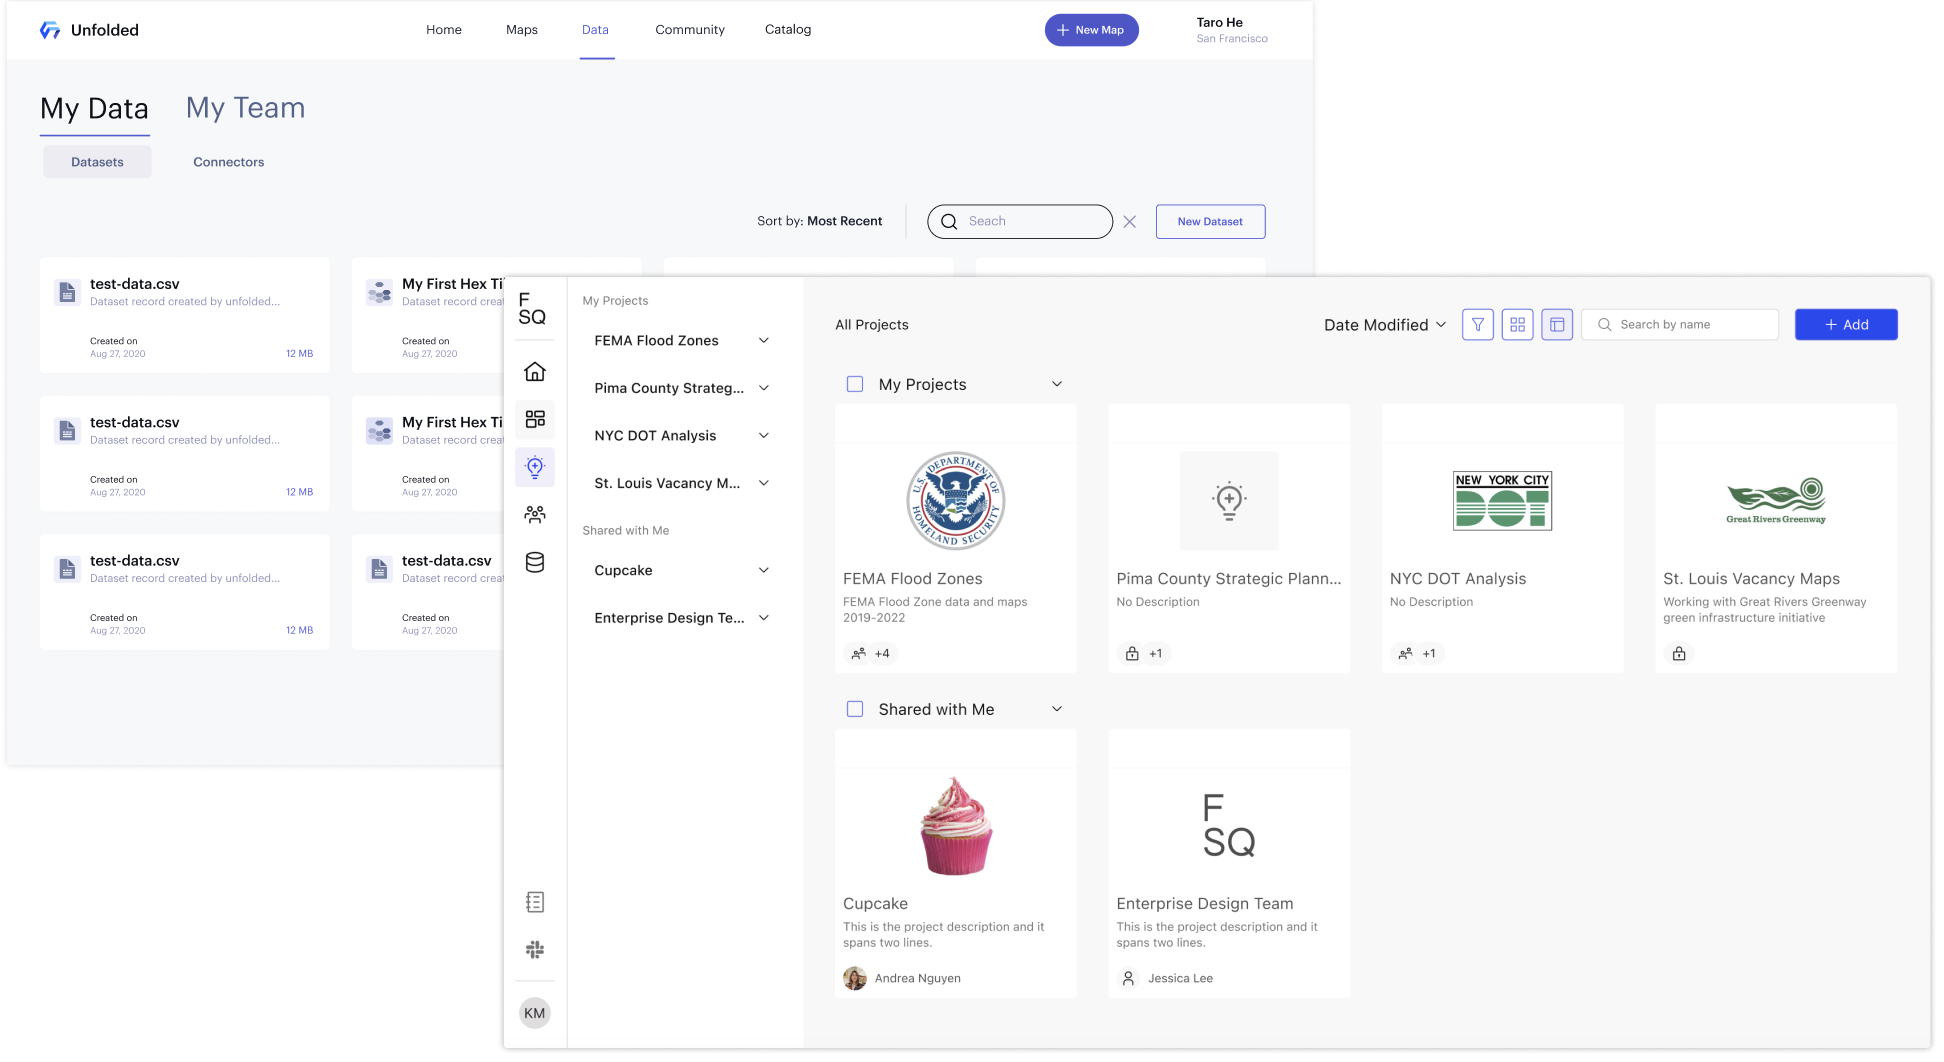 Unfolded
Home
Maps
Data
Community
Catalog
New Map
Taro He
San Francisco
My Data
My Team
Datasets
Connectors
Sort by: Most Recent
Seach
New Dataset
test-data.csv
Dataset record created by unfolded...
Created on
Aug 27, 2020
12 MB
My First Hex Ti
Dataset record crea
Created on
Aug 27, 2020
test-data.csv
Dataset record created by unfolded...
Created on
Aug 27, 2020
12 MB
My First Hex Ti
Dataset record crea
Created on
Aug 27, 2020
test-data.csv
Dataset record created by unfolded...
Created on
Aug 27, 2020
12 MB
test-data.csv
Dataset record crea
Created on
Aug 27, 2020
F
SQ
KM
My Projects
FEMA Flood Zones
Pima County Strateg...
NYC DOT Analysis
St. Louis Vacancy M...
Shared with Me
Cupcake
Enterprise Design Te...
All Projects
Date Modified
Search by name
Add
My Projects
U.S. DEPARTMENT OF
HOMELAND SECURITY
FEMA Flood Zones
FEMA Flood Zone data and maps
2019-2022
+4
Pima County Strategic Plann...
No Description
+1
NEW YORK CITY
DOT
NYC DOT Analysis
No Description
+1
Great Rivers Greenway
St. Louis Vacancy Maps
Working with Great Rivers Greenway
green infrastructure initiative
Shared with Me
Cupcake
This is the project description and it
spans two lines.
Andrea Nguyen
F
SQ
Enterprise Design Team
This is the project description and it
spans two lines.
Jessica Lee